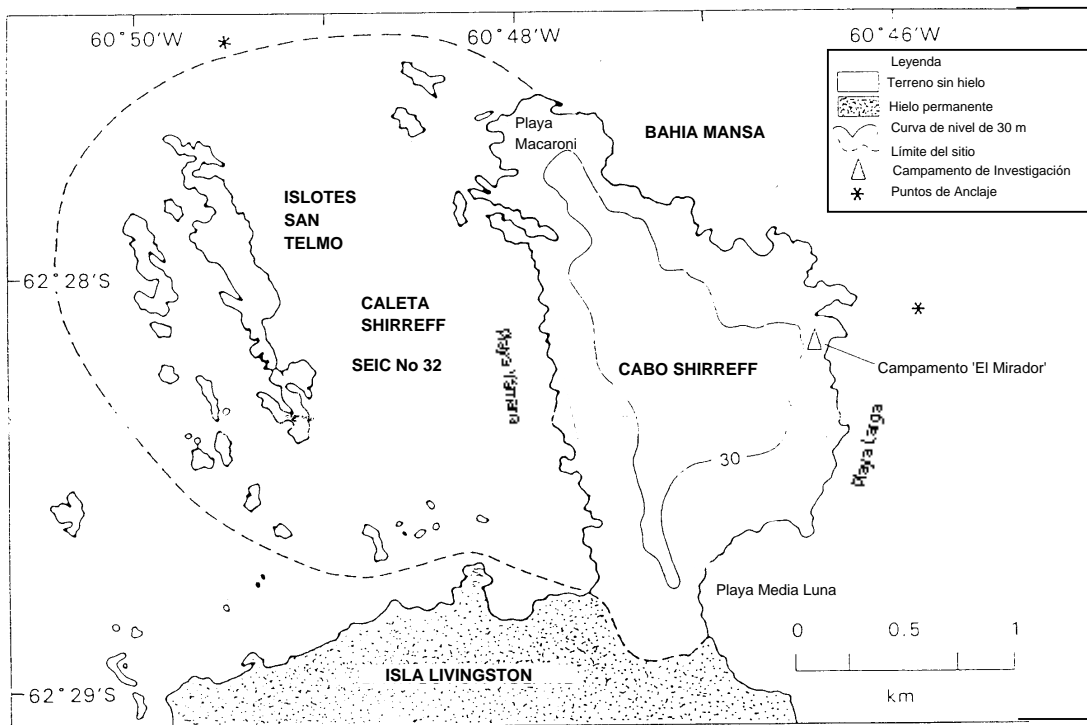 60°50'W
60°48'W
60°46'W
Leyenda
Terreno sin hielo
Hielo permanente
Curva de nivel de 30 m
Límite del sitio
Campamento de Investigación
Puntos de Anclaje
Playa
Macaroni
BAHIA MANSA
ISLOTES
SAN
TELMO
62°28'S
CALETA
SHIRREFF
SEIC No 32
CABO SHIRREFF
Campamento 'El Mirador'
Playa Larga
30
Playa Media Luna
0 0.5 1
km
ISLA LIVINGSTON
62°29'S